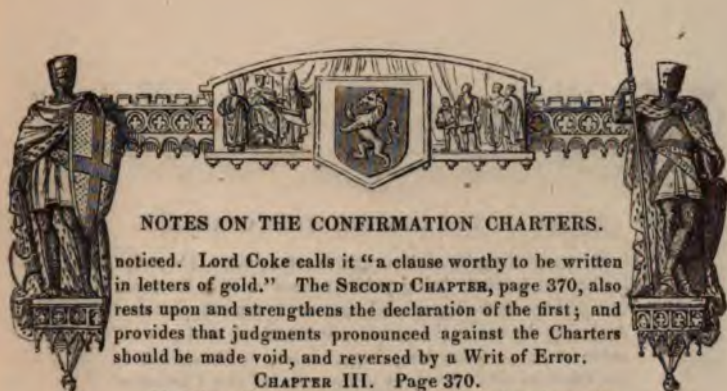 NOTES ON THE CONFIRMATION CHARTERS.
noticed. Lord Coke calls it “a clause worthy to be written
in letters of gold.” The SECOND CHAPTER, page 370, also
rests upon and strengthens the declaration of the first; and
provides that judgments pronounced against the Charters
should be made void, and reversed by a Writ of Error.
CHAPTER III. Page 370.